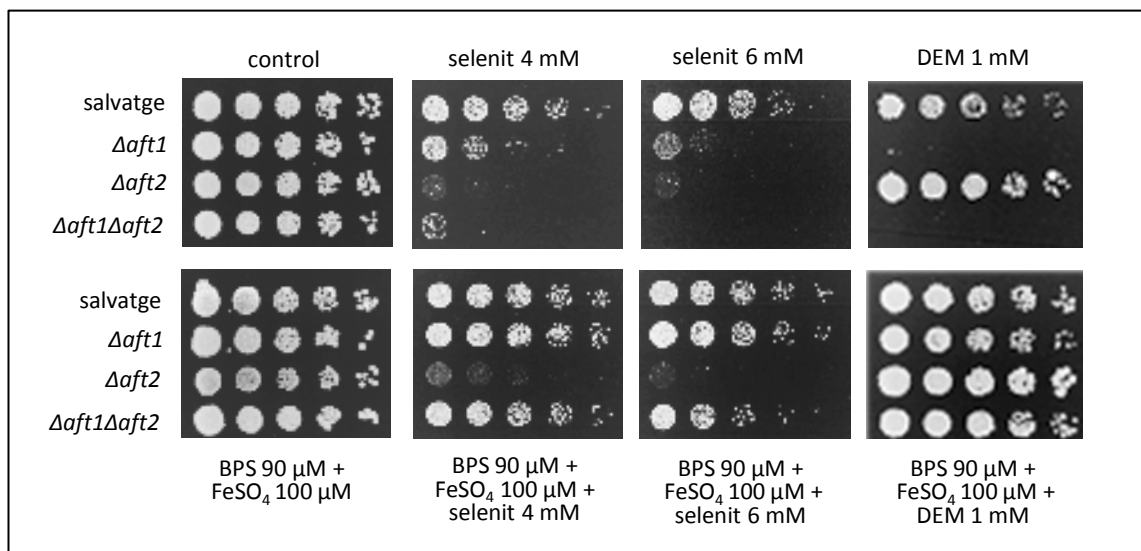 control
selenit 4 mM
selenit 6 mM
DEM 1 mM
salvatge
Δaft1
Δaft2
Δaft1Δaft2
salvatge
Δaft1
Δaft2
Δaft1Δaft2
BPS 90 µM +
FeSO₄ 100 µM
BPS 90 µM +
FeSO₄ 100 µM +
selenit 4 mM
BPS 90 µM +
FeSO₄ 100 µM +
selenit 6 mM
BPS 90 µM +
FeSO₄ 100 µM +
DEM 1 mM